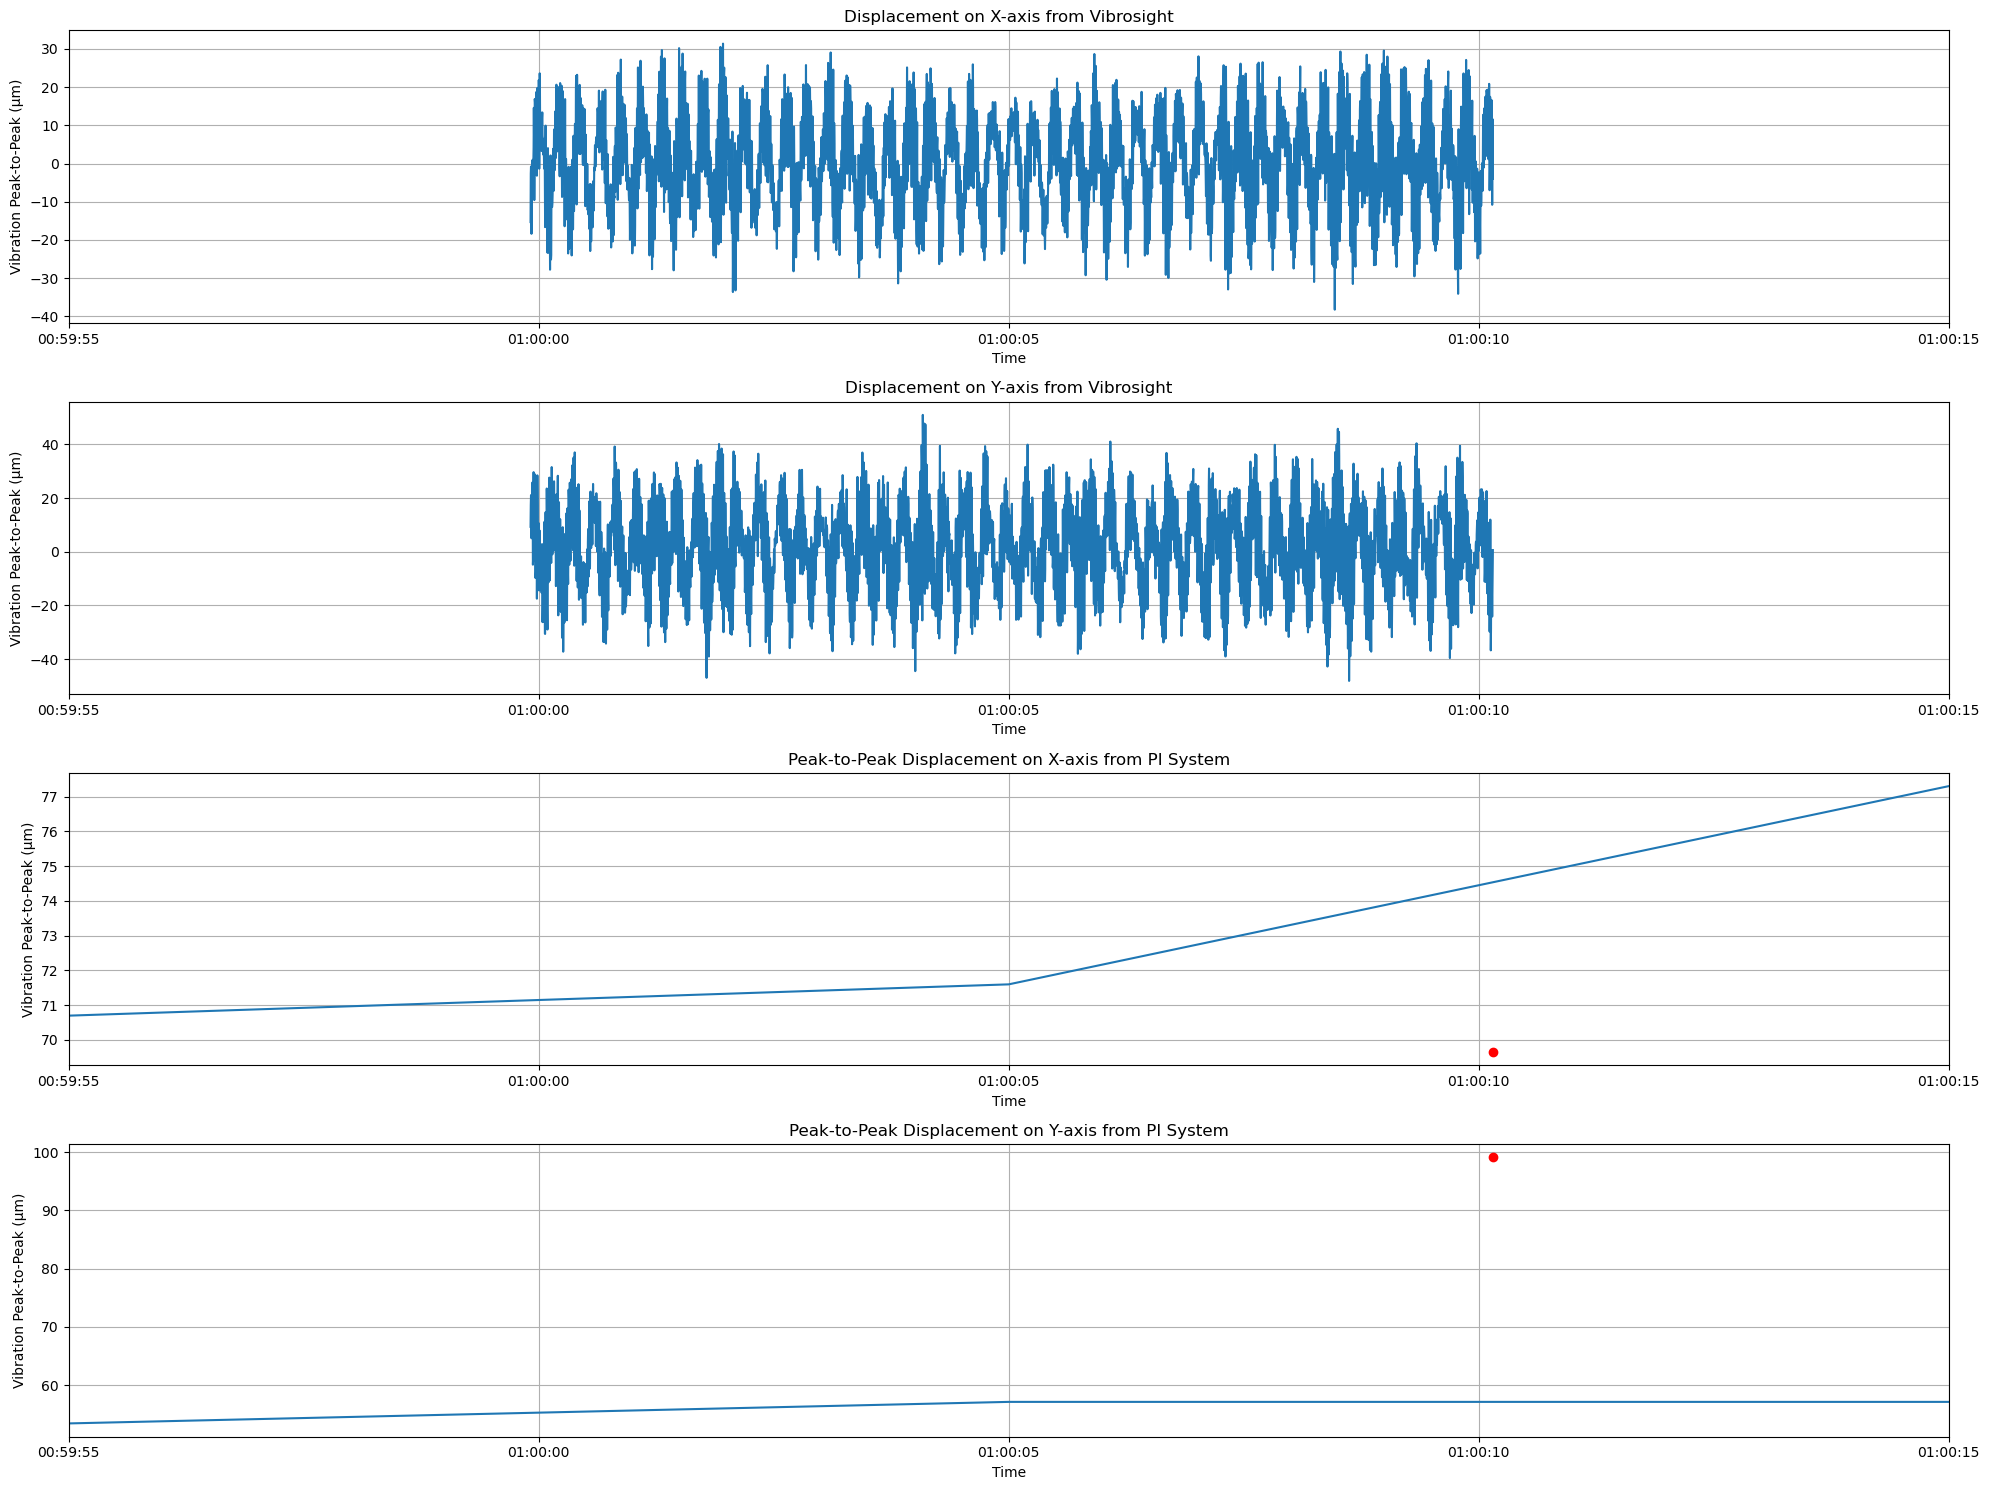 Displacement on X-axis from Vibrosight
Vibration Peak-to-Peak (μm)
30
20
10
0
−10
−20
−30
−40
00:59:55 01:00:00 01:00:05 01:00:10 01:00:15
Time
Displacement on Y-axis from Vibrosight
Vibration Peak-to-Peak (μm)
40
20
0
−20
−40
00:59:55 01:00:00 01:00:05 01:00:10 01:00:15
Time
Peak-to-Peak Displacement on X-axis from PI System
Vibration Peak-to-Peak (μm)
77
76
75
74
73
72
71
70
00:59:55 01:00:00 01:00:05 01:00:10 01:00:15
Time
Peak-to-Peak Displacement on Y-axis from PI System
Vibration Peak-to-Peak (μm)
100
90
80
70
60
00:59:55 01:00:00 01:00:05 01:00:10 01:00:15
Time